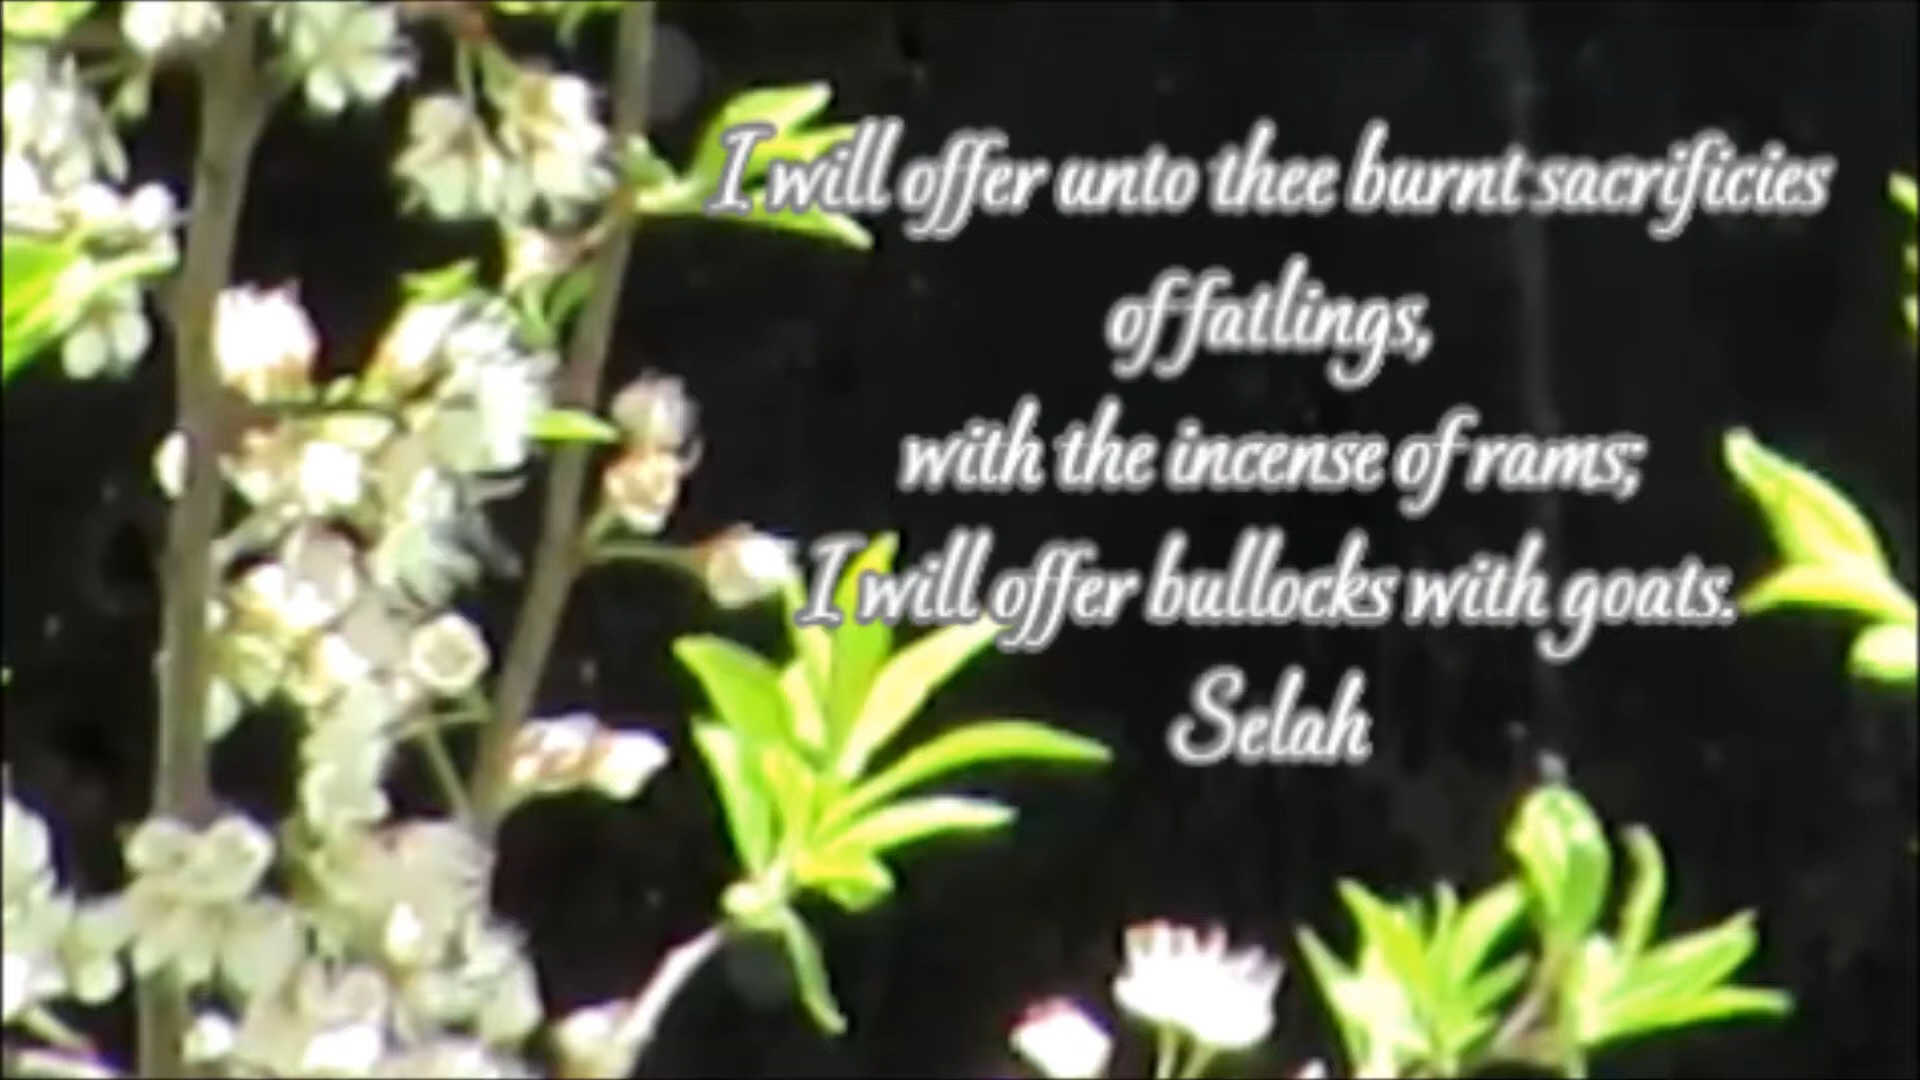 I will offer unto thee burnt sacrificies
of fatlings,
with the incense of rams;
I will offer bullocks with goats.
Selah